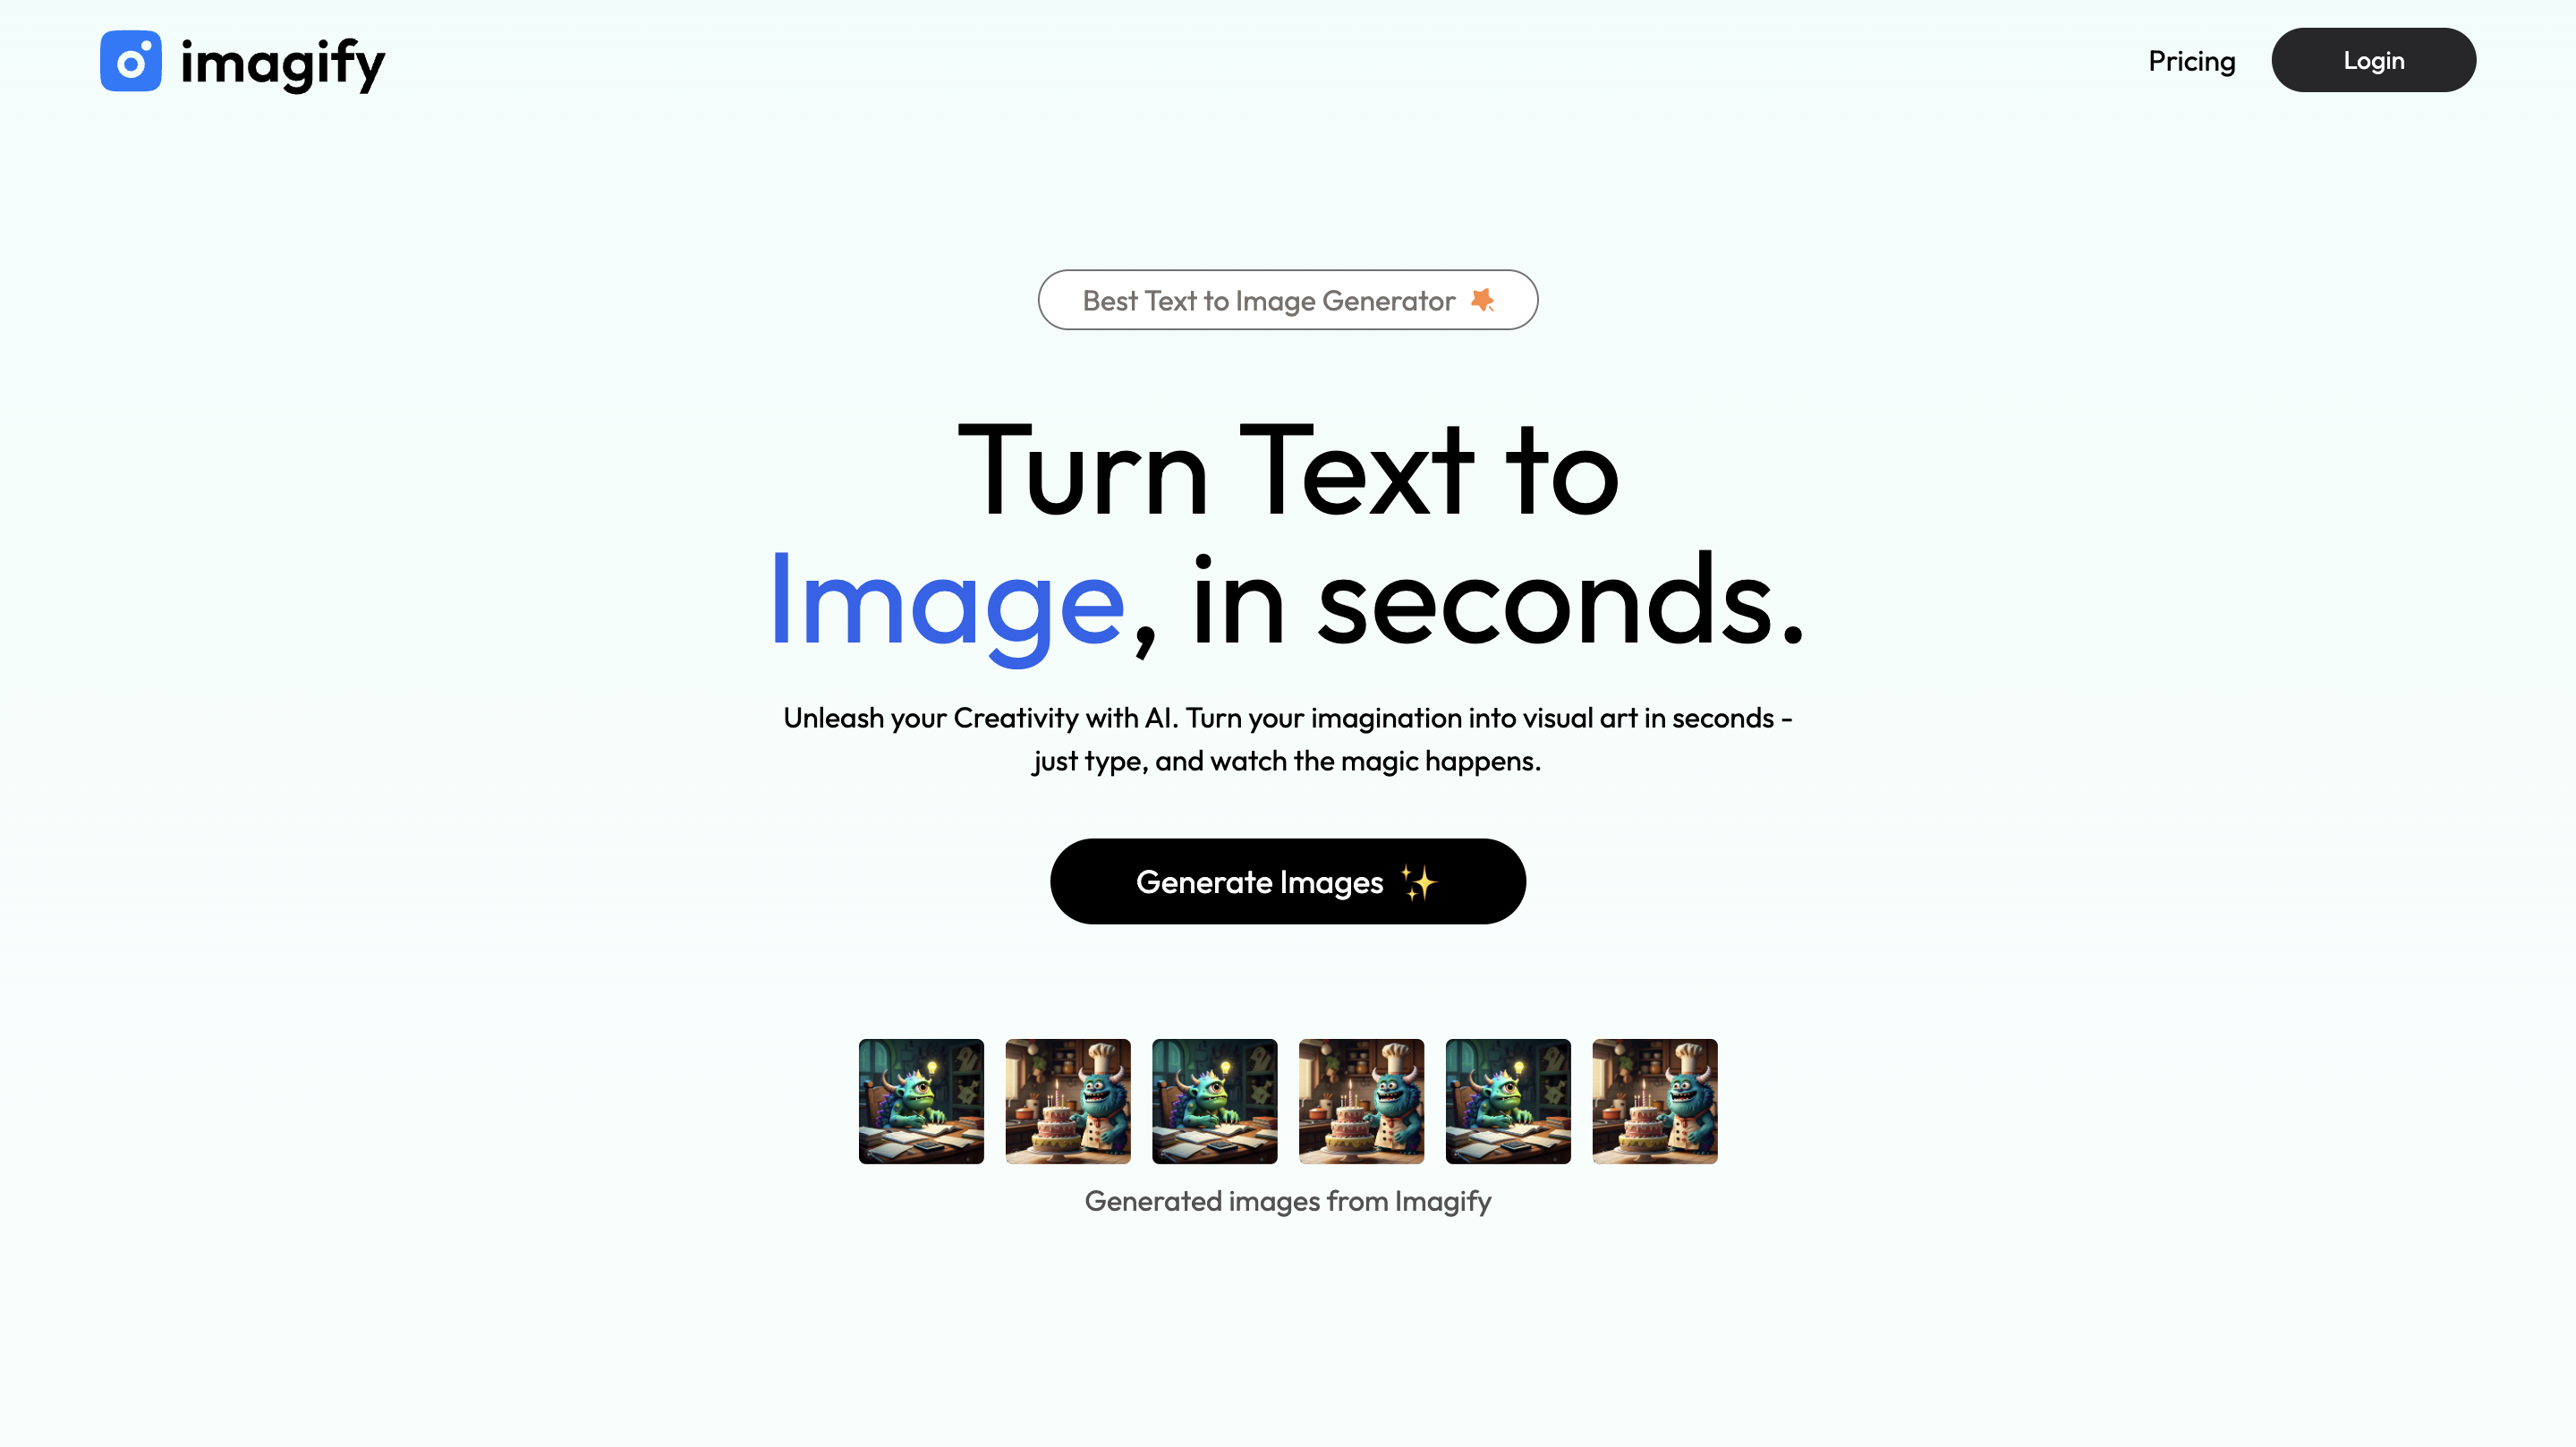 imagify
Pricing
Login
Best Text to Image Generator
Turn Text to
Image, in seconds.
Unleash your Creativity with AI. Turn your imagination into visual art in seconds -
just type, and watch the magic happens.
Generate Images ✨
Generated images from Imagify